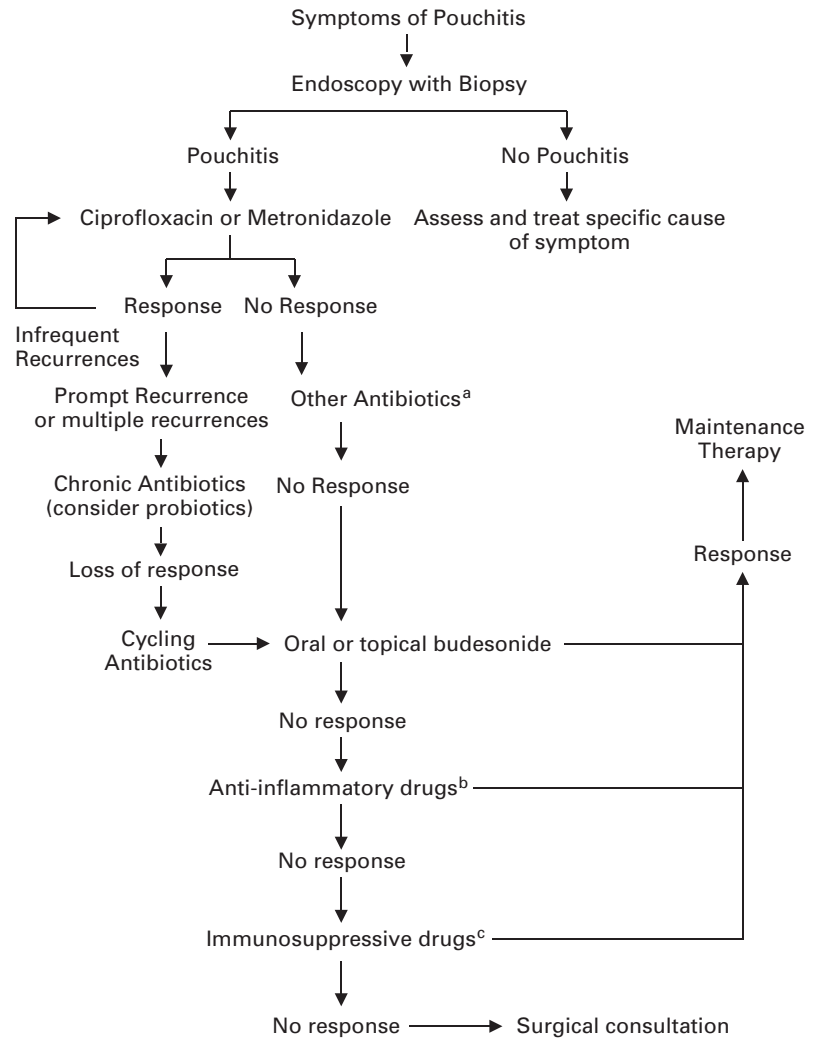 Symptoms of Pouchitis
Endoscopy with Biopsy
Pouchitis
No Pouchitis
Ciprofloxacin or Metronidazole
Assess and treat specific cause
of symptom
Response
No Response
Infrequent
Recurrences
Prompt Recurrence
or multiple recurrences
Other Antibioticsᵃ
Maintenance
Therapy
Chronic Antibiotics
(consider probiotics)
No Response
Response
Loss of response
Cycling
Antibiotics
Oral or topical budesonide
No response
Anti-inflammatory drugsᵇ
No response
Immunosuppressive drugsᶜ
No response
Surgical consultation